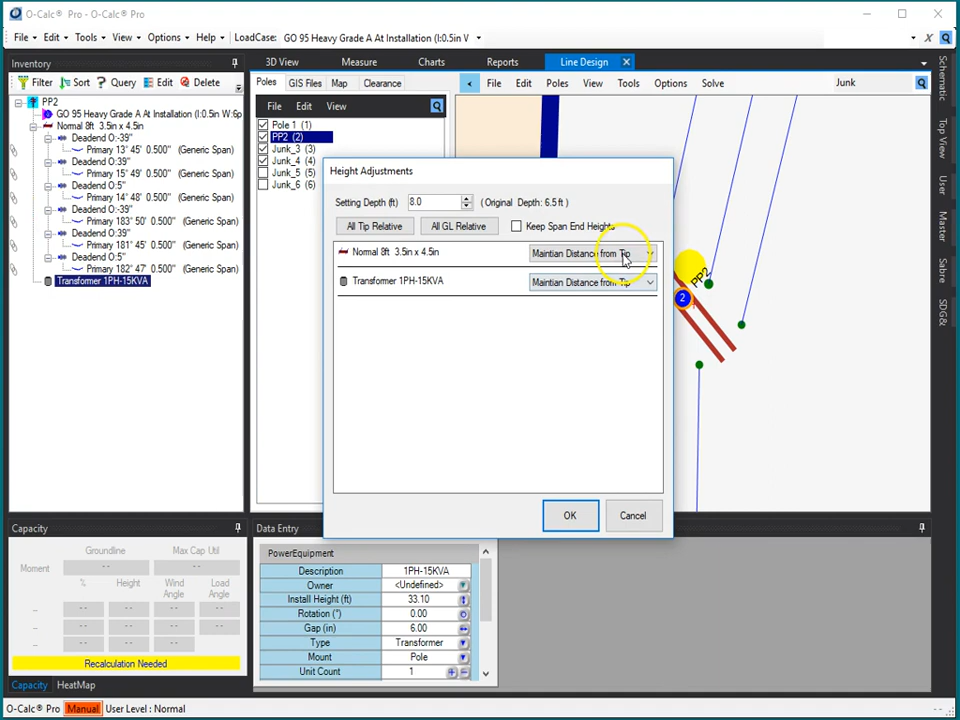 O-Calc® Pro - O-Calc® Pro
File Edit Tools View Options Help LoadCase: GO 95 Heavy Grade A At Installation (I:0.5in V
Inventory
Filter Sort ? Query Edit Delete
PP2
GO 95 Heavy Grade A At Installation (I:0.5in W:6p
Normal 8ft 3.5in x 4.5in
Deadend O:-39"
Primary 13' 45' 0.500" (Generic Span)
Deadend O:39"
Primary 15' 49' 0.500" (Generic Span)
Deadend O:5"
Primary 14' 48' 0.500" (Generic Span)
Deadend O:-39"
Primary 183' 50' 0.500" (Generic Span)
Deadend O:39"
Primary 181' 45' 0.500" (Generic Span)
Deadend O:5"
Primary 182' 47' 0.500" (Generic Span)
Transformer 1PH-15KVA
3D View Measure Charts Reports Line Design
Poles GIS Files Map Clearance
File Edit View
Pole 1 (1)
PP2 (2)
Junk_3 (3)
Junk_4 (4)
Junk_5 (5)
Junk_6 (6)
< File Edit Poles View Tools Options Solve Junk
PP2
2
Height Adjustments
Setting Depth (ft) 8.0 (Original Depth: 6.5 ft )
All Tip Relative All GL Relative Keep Span End Heights
Normal 8ft 3.5in x 4.5in Maintian Distance from Tip
Transformer 1PH-15KVA Maintian Distance from Tip
OK Cancel
Schematic
Top View
User
Master
Sabre
SDG&
Capacity
Groundline Max Cap Util
Moment -- --
% Height Wind Angle Load Angle
-- -- -- -- --
-- -- -- -- --
-- -- -- --
Recalculation Needed
Capacity HeatMap
Data Entry
PowerEquipment
Description 1PH-15KVA
Owner <Undefined>
Install Height (ft) 33.10
Rotation (°) 0.00
Gap (in) 6.00
Type Transformer
Mount Pole
Unit Count 1
O-Calc® Pro Manual User Level : Normal -- --